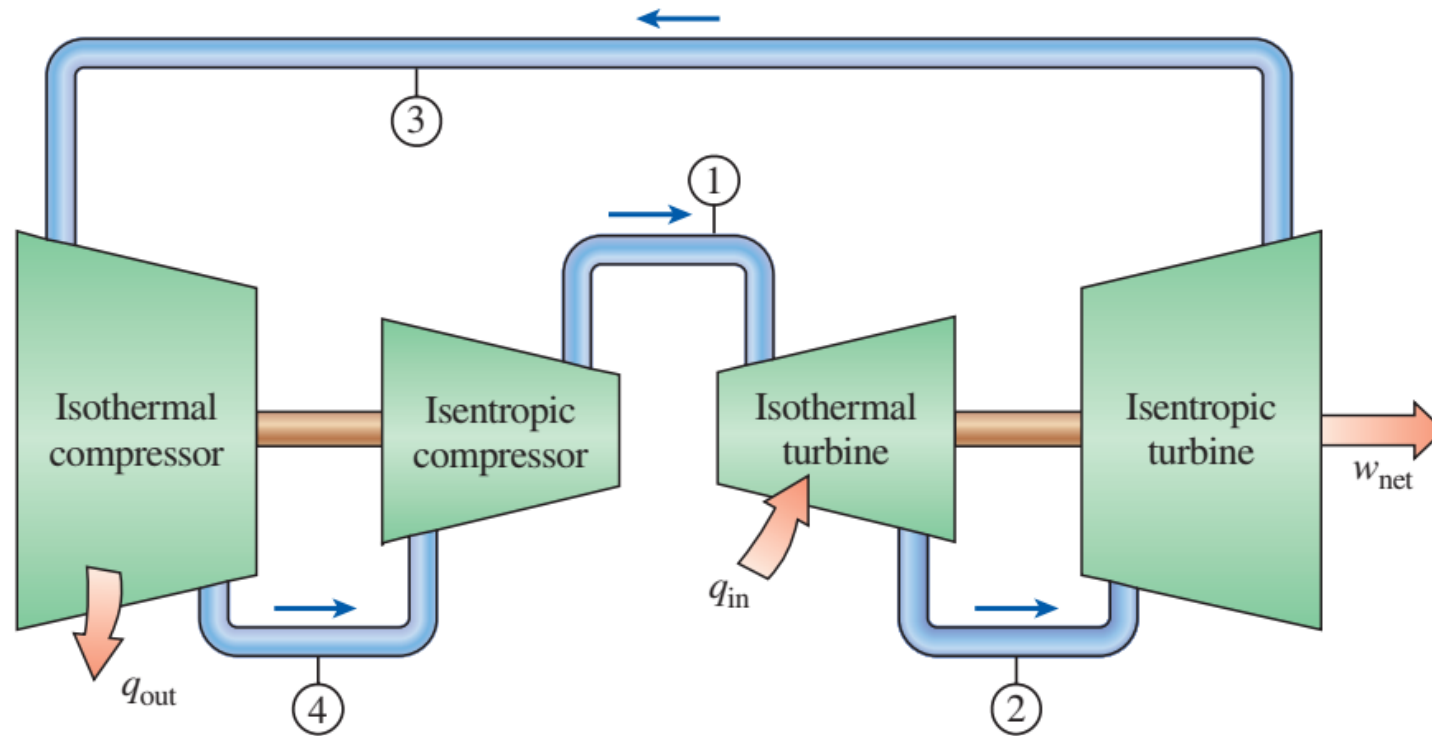 3
1
Isothermal
compressor
Isentropic
compressor
Isothermal
turbine
Isentropic
turbine
w_net
q_in
q_out
4
2